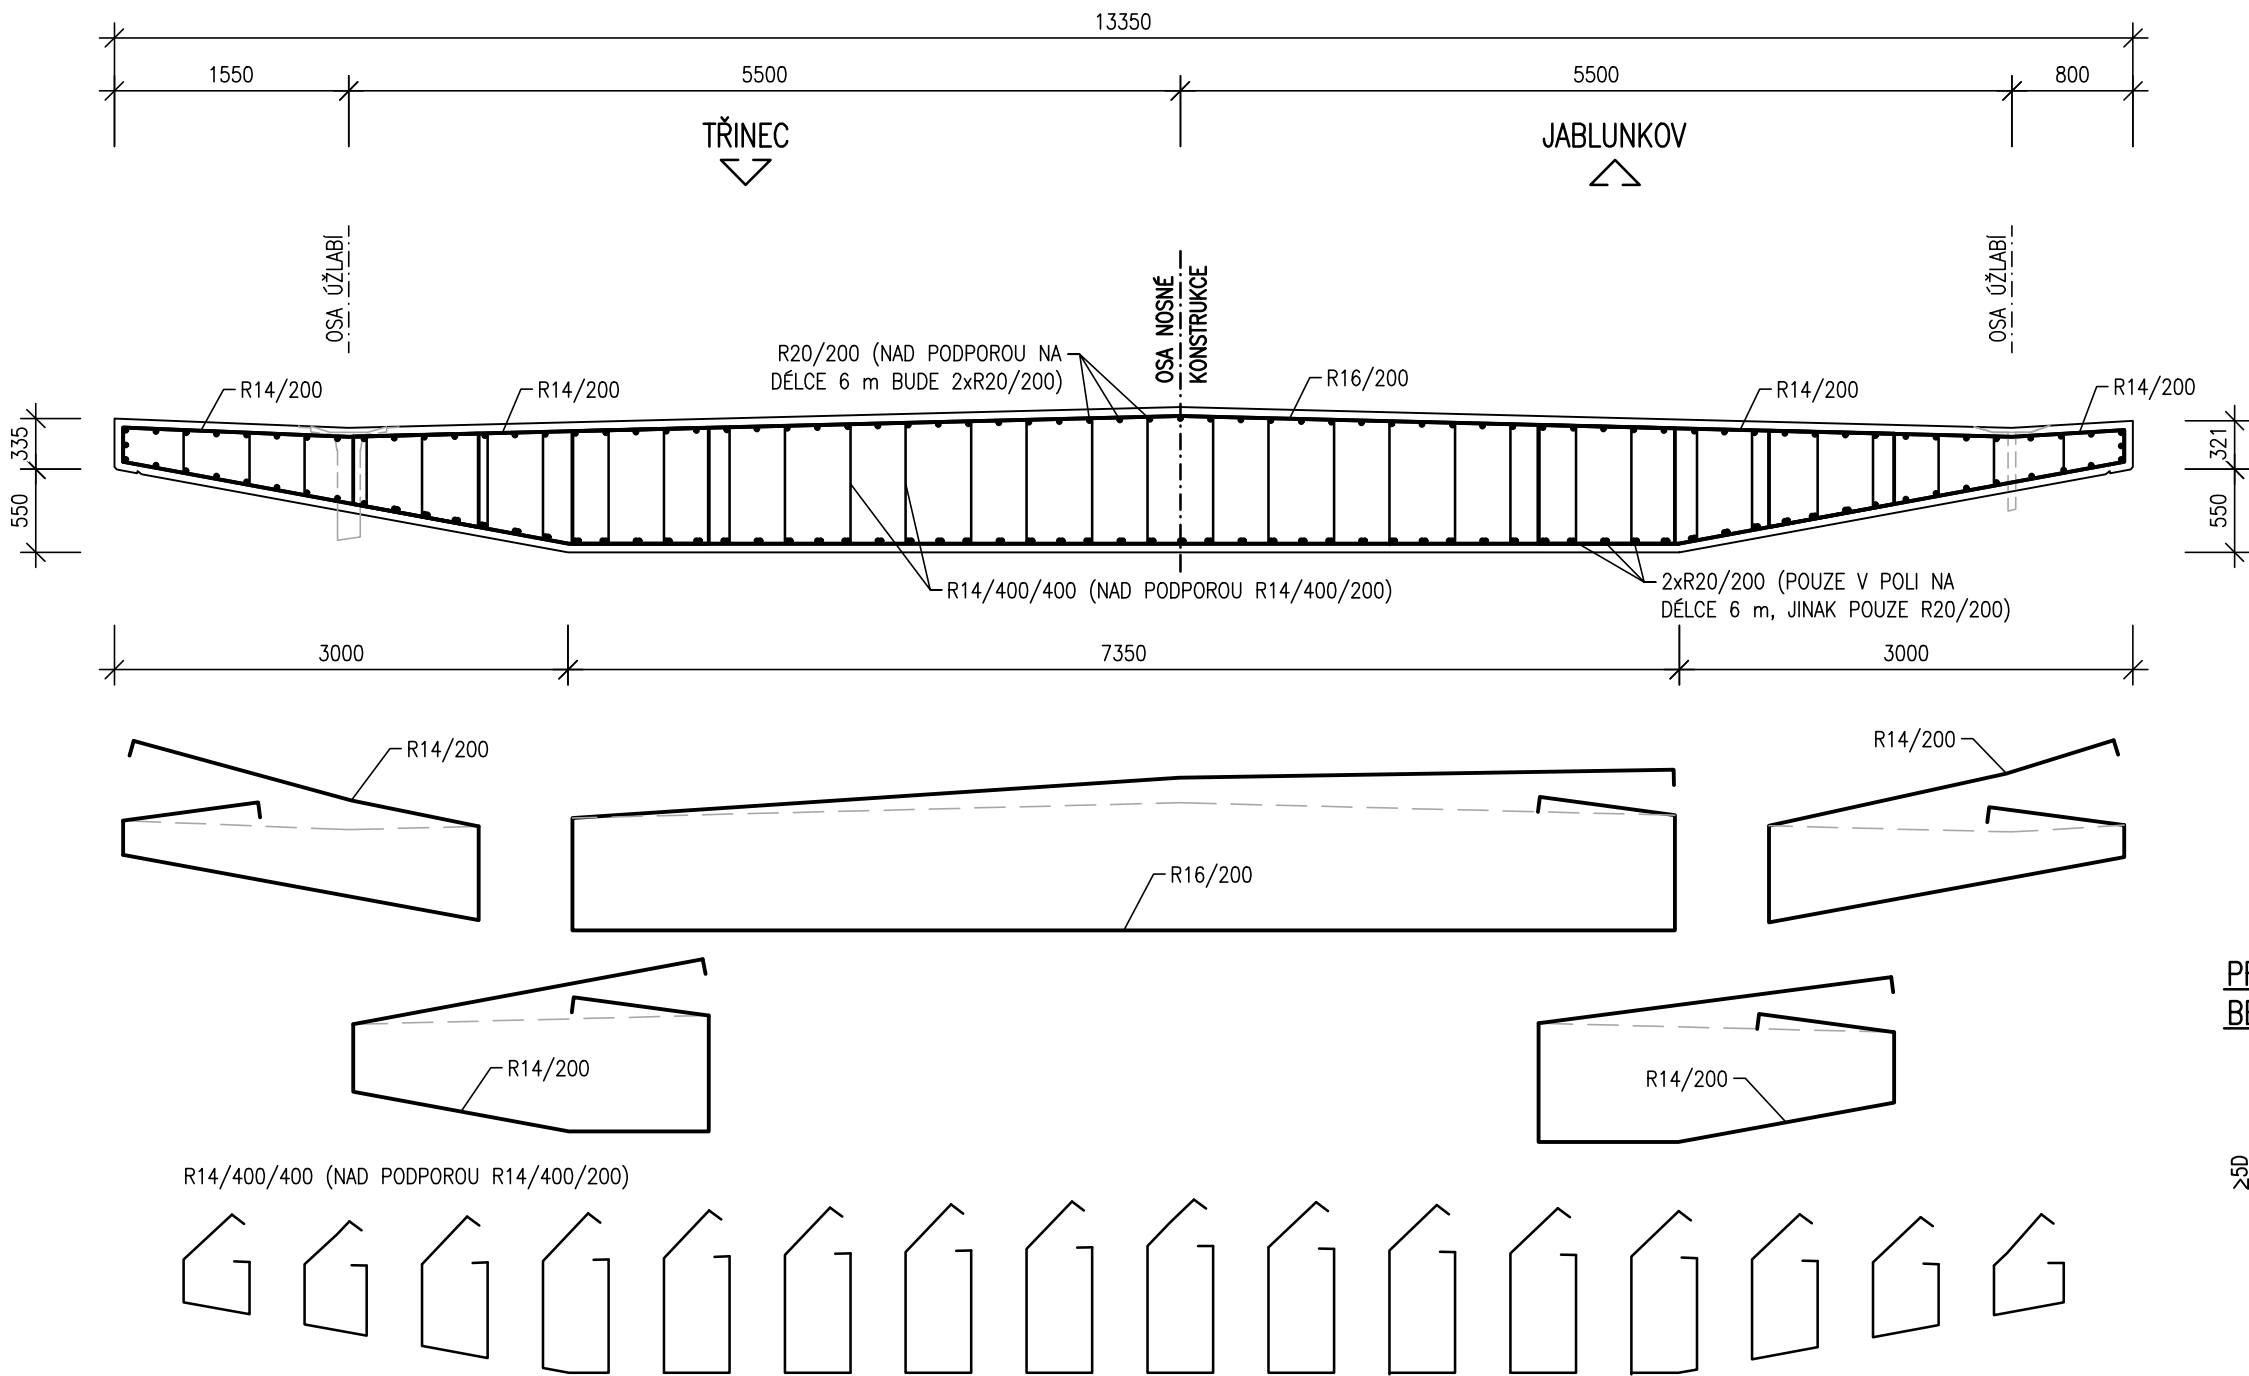 13350
1550 5500 5500 800
TŘINEC JABLUNKOV
OSA ÚŽLABÍ
OSA NOSNÉ
KONSTRUKCE
OSA ÚŽLABÍ
R20/200 (NAD PODPOROU NA
DÉLCE 6 m BUDE 2xR20/200)
R14/200 R14/200 R16/200 R14/200 R14/200
335
550
321
550
R14/400/400 (NAD PODPOROU R14/400/200)
2xR20/200 (POUZE V POLI NA
DÉLCE 6 m, JINAK POUZE R20/200)
3000 7350 3000
R14/200 R14/200
R16/200
R14/200 R14/200
R14/400/400 (NAD PODPOROU R14/400/200)
≥5D